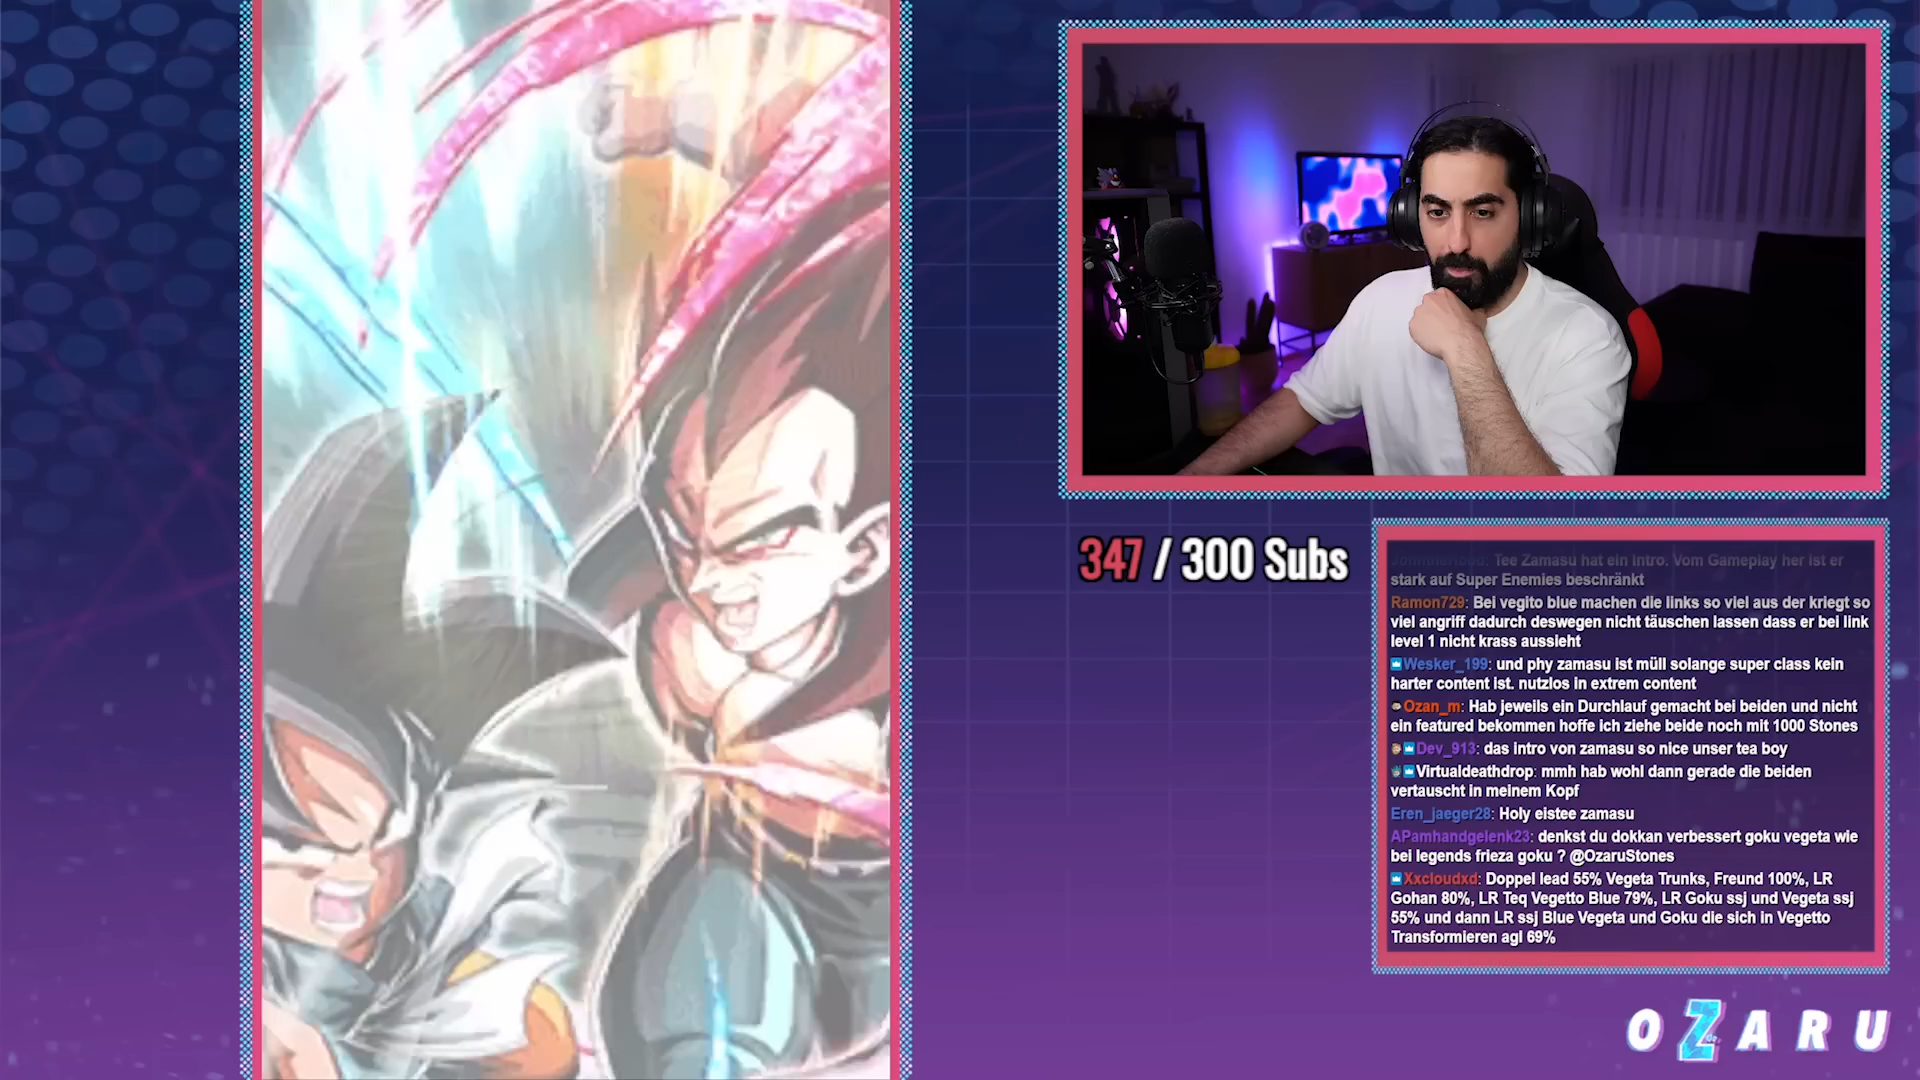 347 / 300 Subs
Tee Zamasu hat ein Intro. Vom Gameplay her ist er
stark auf Super Enemies beschränkt
Ramon729: Bei vegito blue machen die links so viel aus der kriegt so
viel angriff dadurch deswegen nicht täuschen lassen dass er bei link
level 1 nicht krass aussieht
Wesker_199: und phy zamasu ist müll solange super class kein
harter content ist. nutzlos in extrem content
Ozan_m: Hab jeweils ein Durchlauf gemacht bei beiden und nicht
ein featured bekommen hoffe ich ziehe beide noch mit 1000 Stones
Dev_913: das intro von zamasu so nice unser tea boy
Virtualdeathdrop: mmh hab wohl dann gerade die beiden
vertauscht in meinem Kopf
Eren_jaeger28: Holy eistee zamasu
APamhandgelenk23: denkst du dokkan verbessert goku vegeta wie
bei legends frieza goku ? @OzaruStones
Xxcloudxd: Doppel lead 55% Vegeta Trunks, Freund 100%, LR
Gohan 80%, LR Teq Vegetto Blue 79%, LR Goku ssj und Vegeta ssj
55% und dann LR ssj Blue Vegeta und Goku die sich in Vegetto
Transformieren agl 69%
OZARU